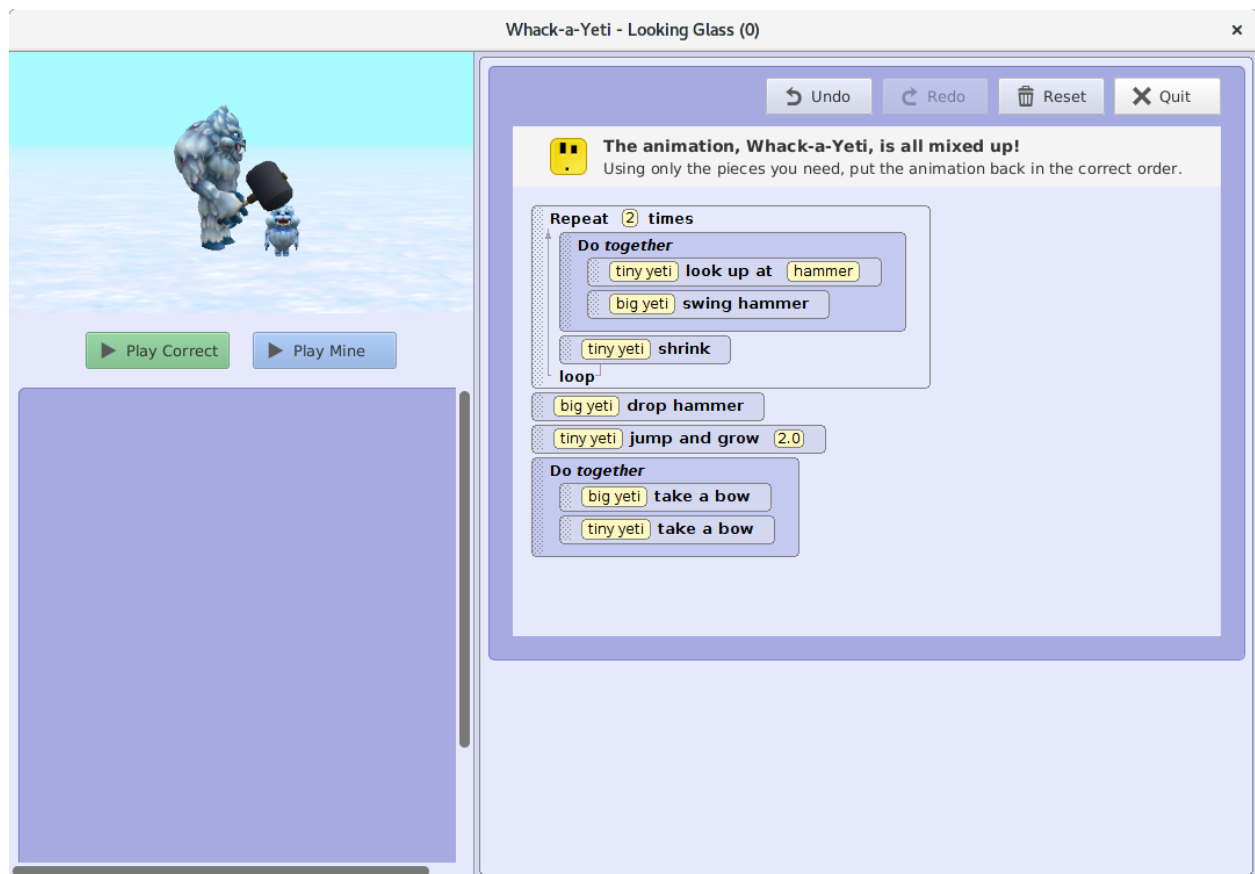 Whack-a-Yeti - Looking Glass (0)
Undo
Redo
Reset
Quit
The animation, Whack-a-Yeti, is all mixed up!
Using only the pieces you need, put the animation back in the correct order.
Play Correct
Play Mine
Repeat 2 times
Do together
tiny yeti look up at hammer
big yeti swing hammer
tiny yeti shrink
loop
big yeti drop hammer
tiny yeti jump and grow 2.0
Do together
big yeti take a bow
tiny yeti take a bow